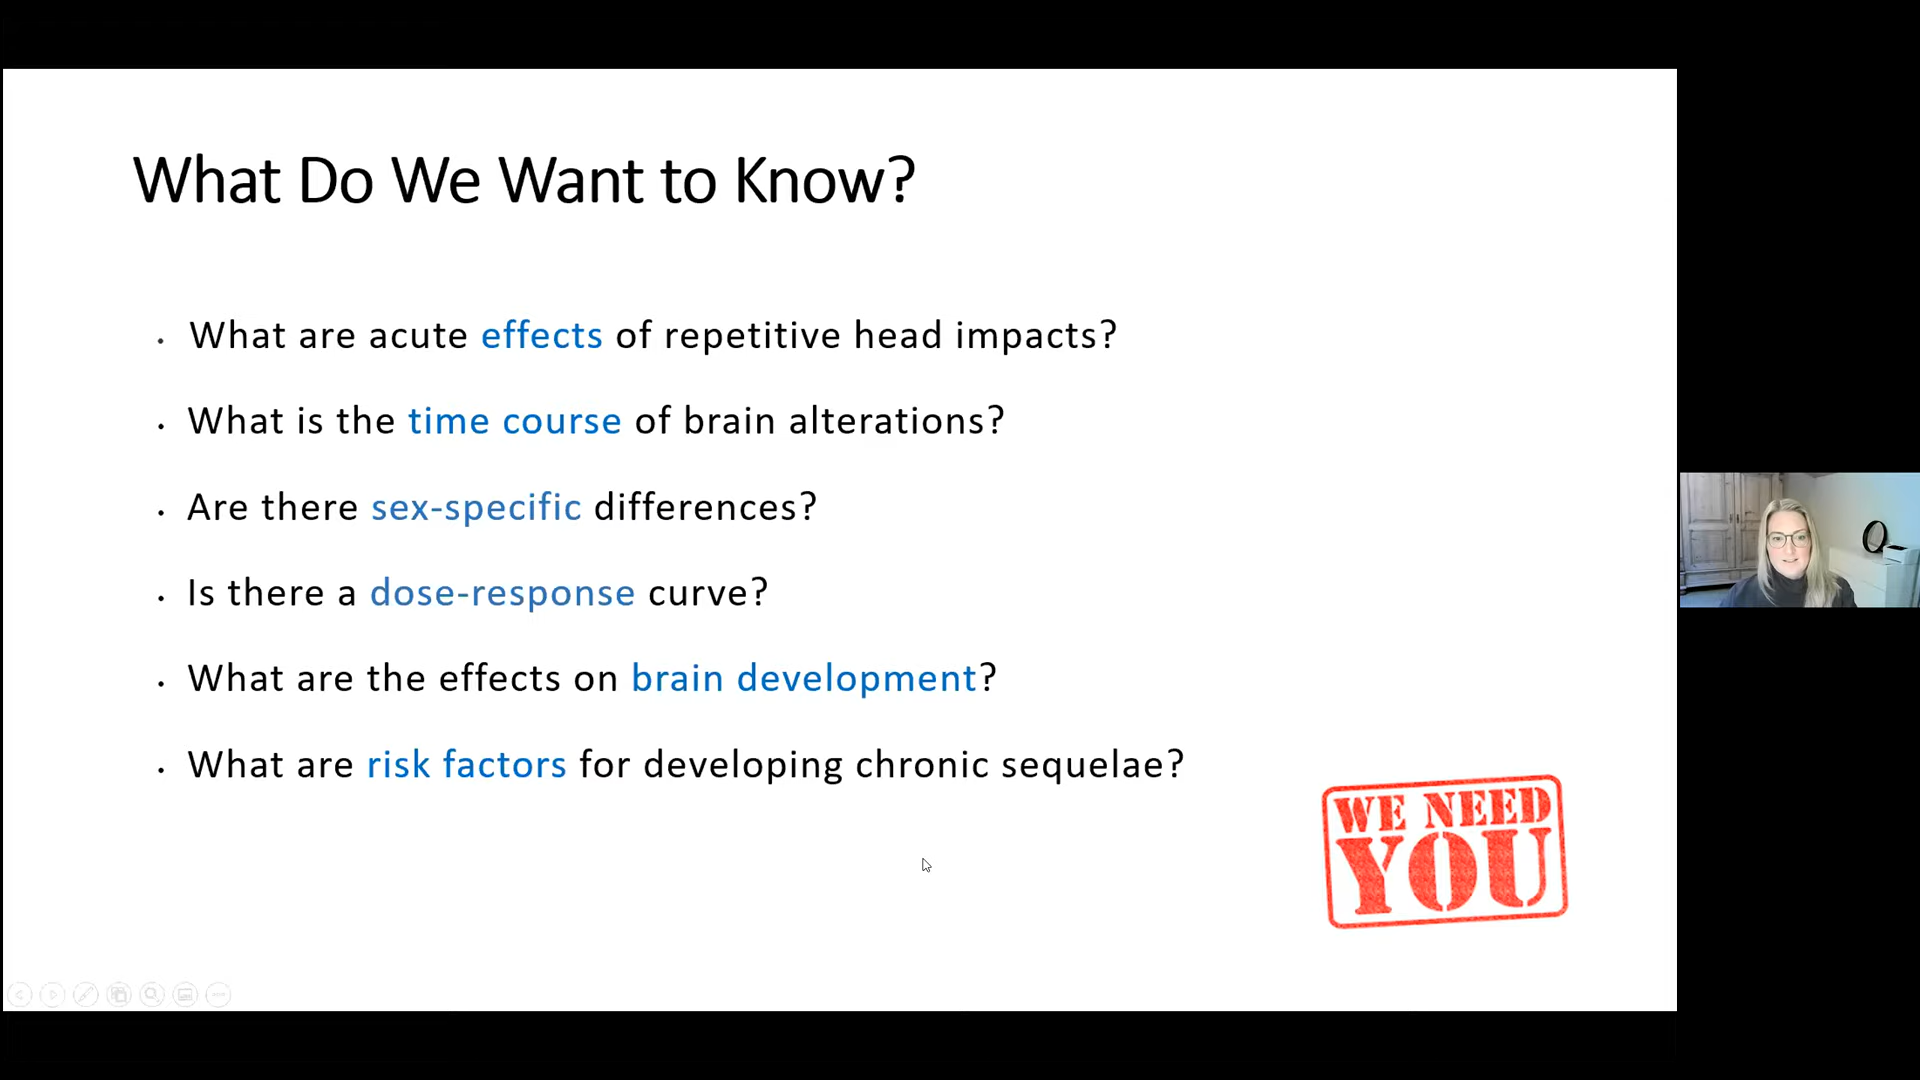 What Do We Want to Know?
• What are acute effects of repetitive head impacts?
• What is the time course of brain alterations?
• Are there sex-specific differences?
• Is there a dose-response curve?
• What are the effects on brain development?
• What are risk factors for developing chronic sequelae?
WE NEED
YOU